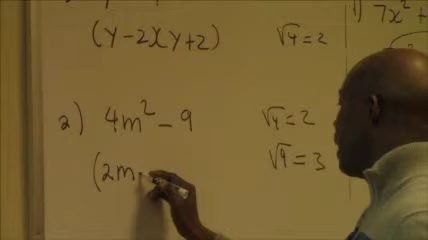 (y-2)(y+2) √4=2
2) 4m² - 9 √4=2
(2m √9=3
7x² +